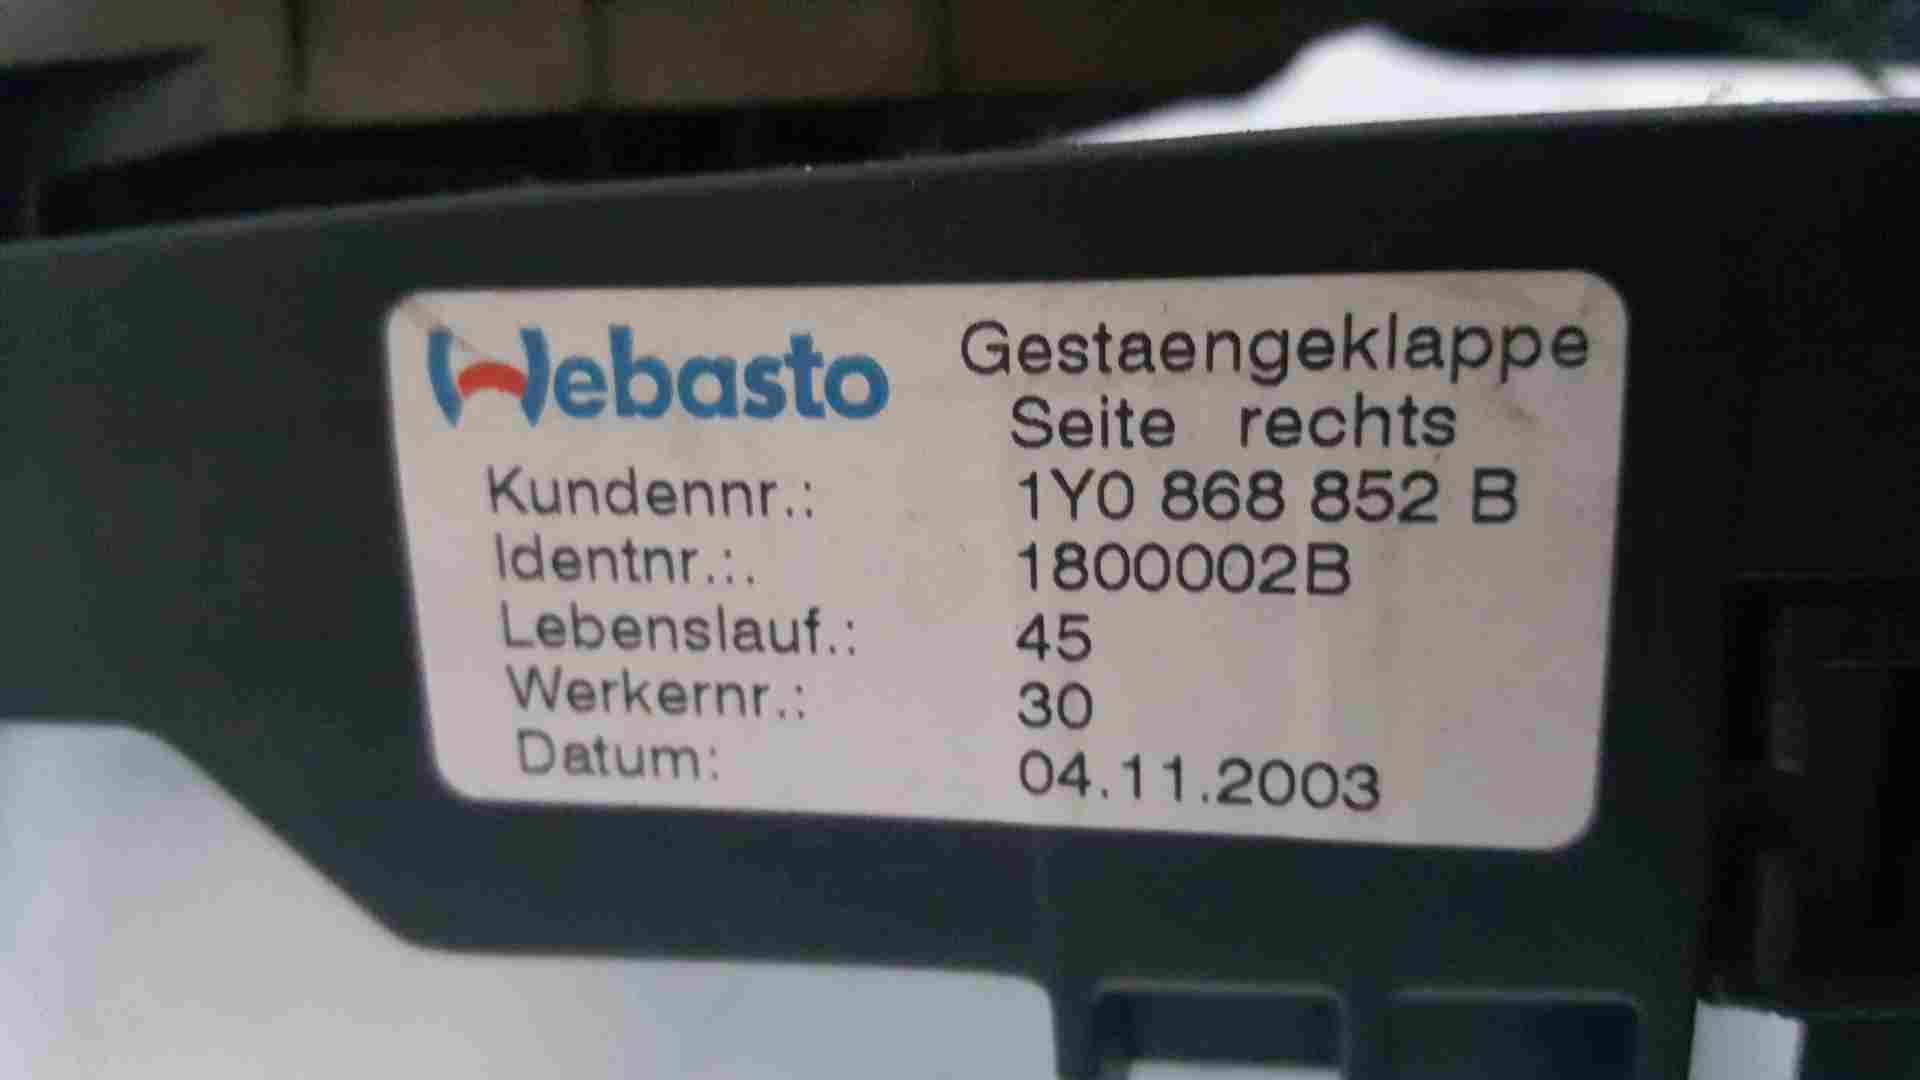 Webasto Gestaengeklappe
Seite rechts
Kundennr.: 1Y0 868 852 B
Identnr.:. 1800002B
Lebenslauf.: 45
Werkernr.: 30
Datum: 04.11.2003